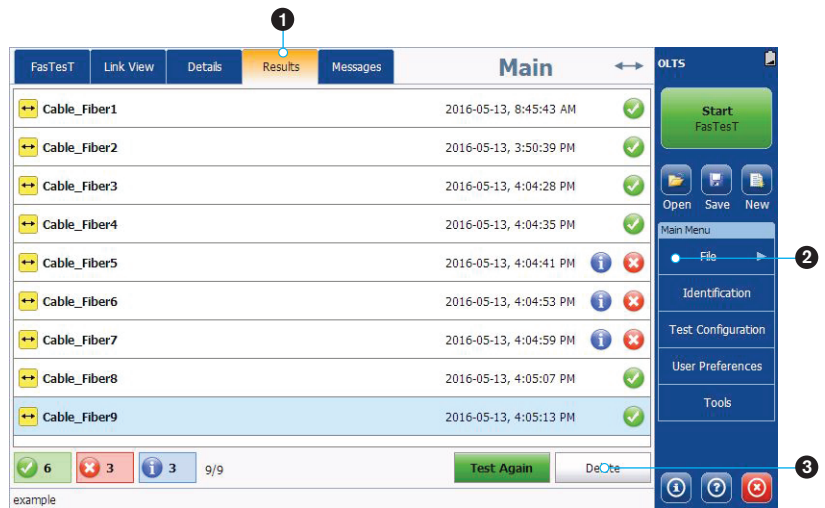 1
FasTesT Link View Details Results Messages Main OLTS
Cable_Fiber1 2016-05-13, 8:45:43 AM
Cable_Fiber2 2016-05-13, 3:50:39 PM
Cable_Fiber3 2016-05-13, 4:04:28 PM
Cable_Fiber4 2016-05-13, 4:04:35 PM
Cable_Fiber5 2016-05-13, 4:04:41 PM
Cable_Fiber6 2016-05-13, 4:04:53 PM
Cable_Fiber7 2016-05-13, 4:04:59 PM
Cable_Fiber8 2016-05-13, 4:05:07 PM
Cable_Fiber9 2016-05-13, 4:05:13 PM
6 3 3 9/9 Test Again Delete 3
example
Start
FasTesT
Open Save New
Main Menu
File 2
Identification
Test Configuration
User Preferences
Tools